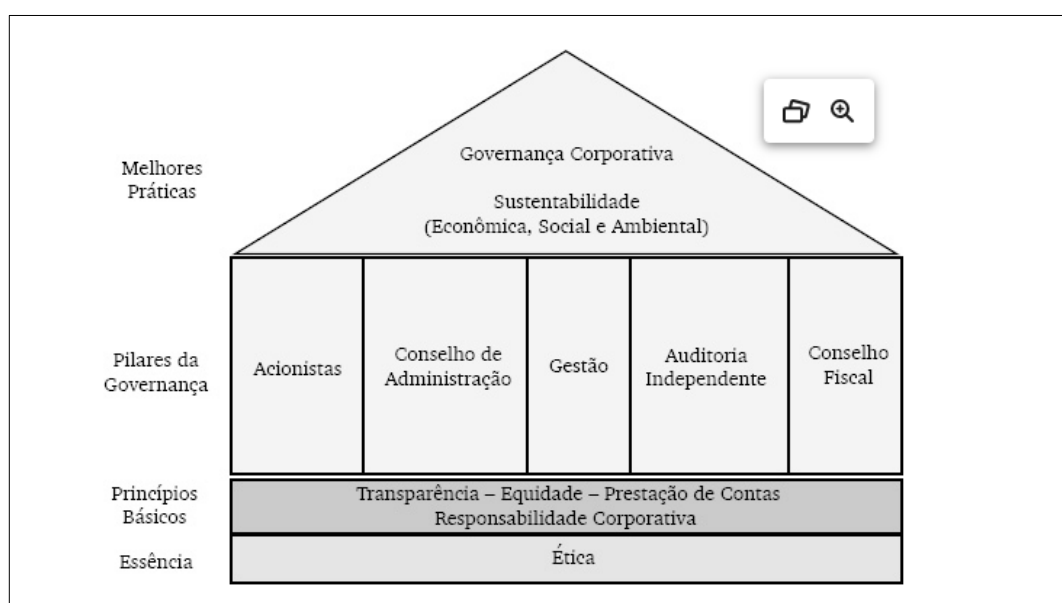 Melhores
Práticas
Governança Corporativa
Sustentabilidade
(Econômica, Social e Ambiental)
Pilares da
Governança
Acionistas
Conselho de
Administração
Gestão
Auditoria
Independente
Conselho
Fiscal
Princípios
Básicos
Transparência – Equidade – Prestação de Contas
Responsabilidade Corporativa
Essência
Ética